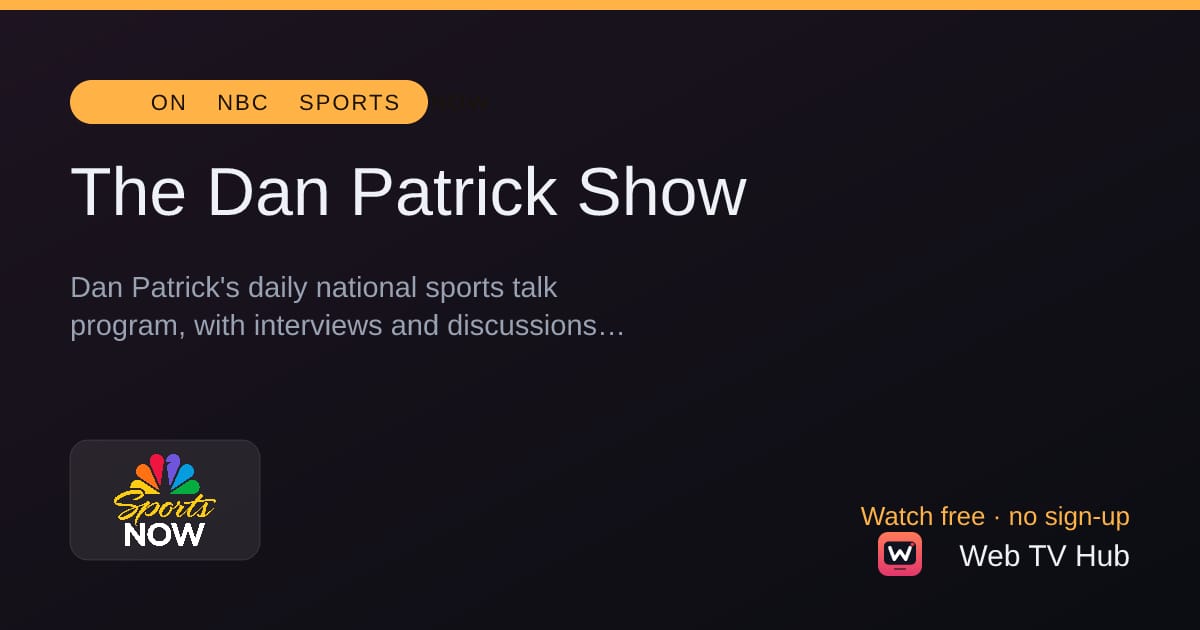 ON NBC SPORTS NOW
The Dan Patrick Show
Dan Patrick's daily national sports talk
program, with interviews and discussions…
Sports
NOW
Watch free · no sign-up
W
Web TV Hub